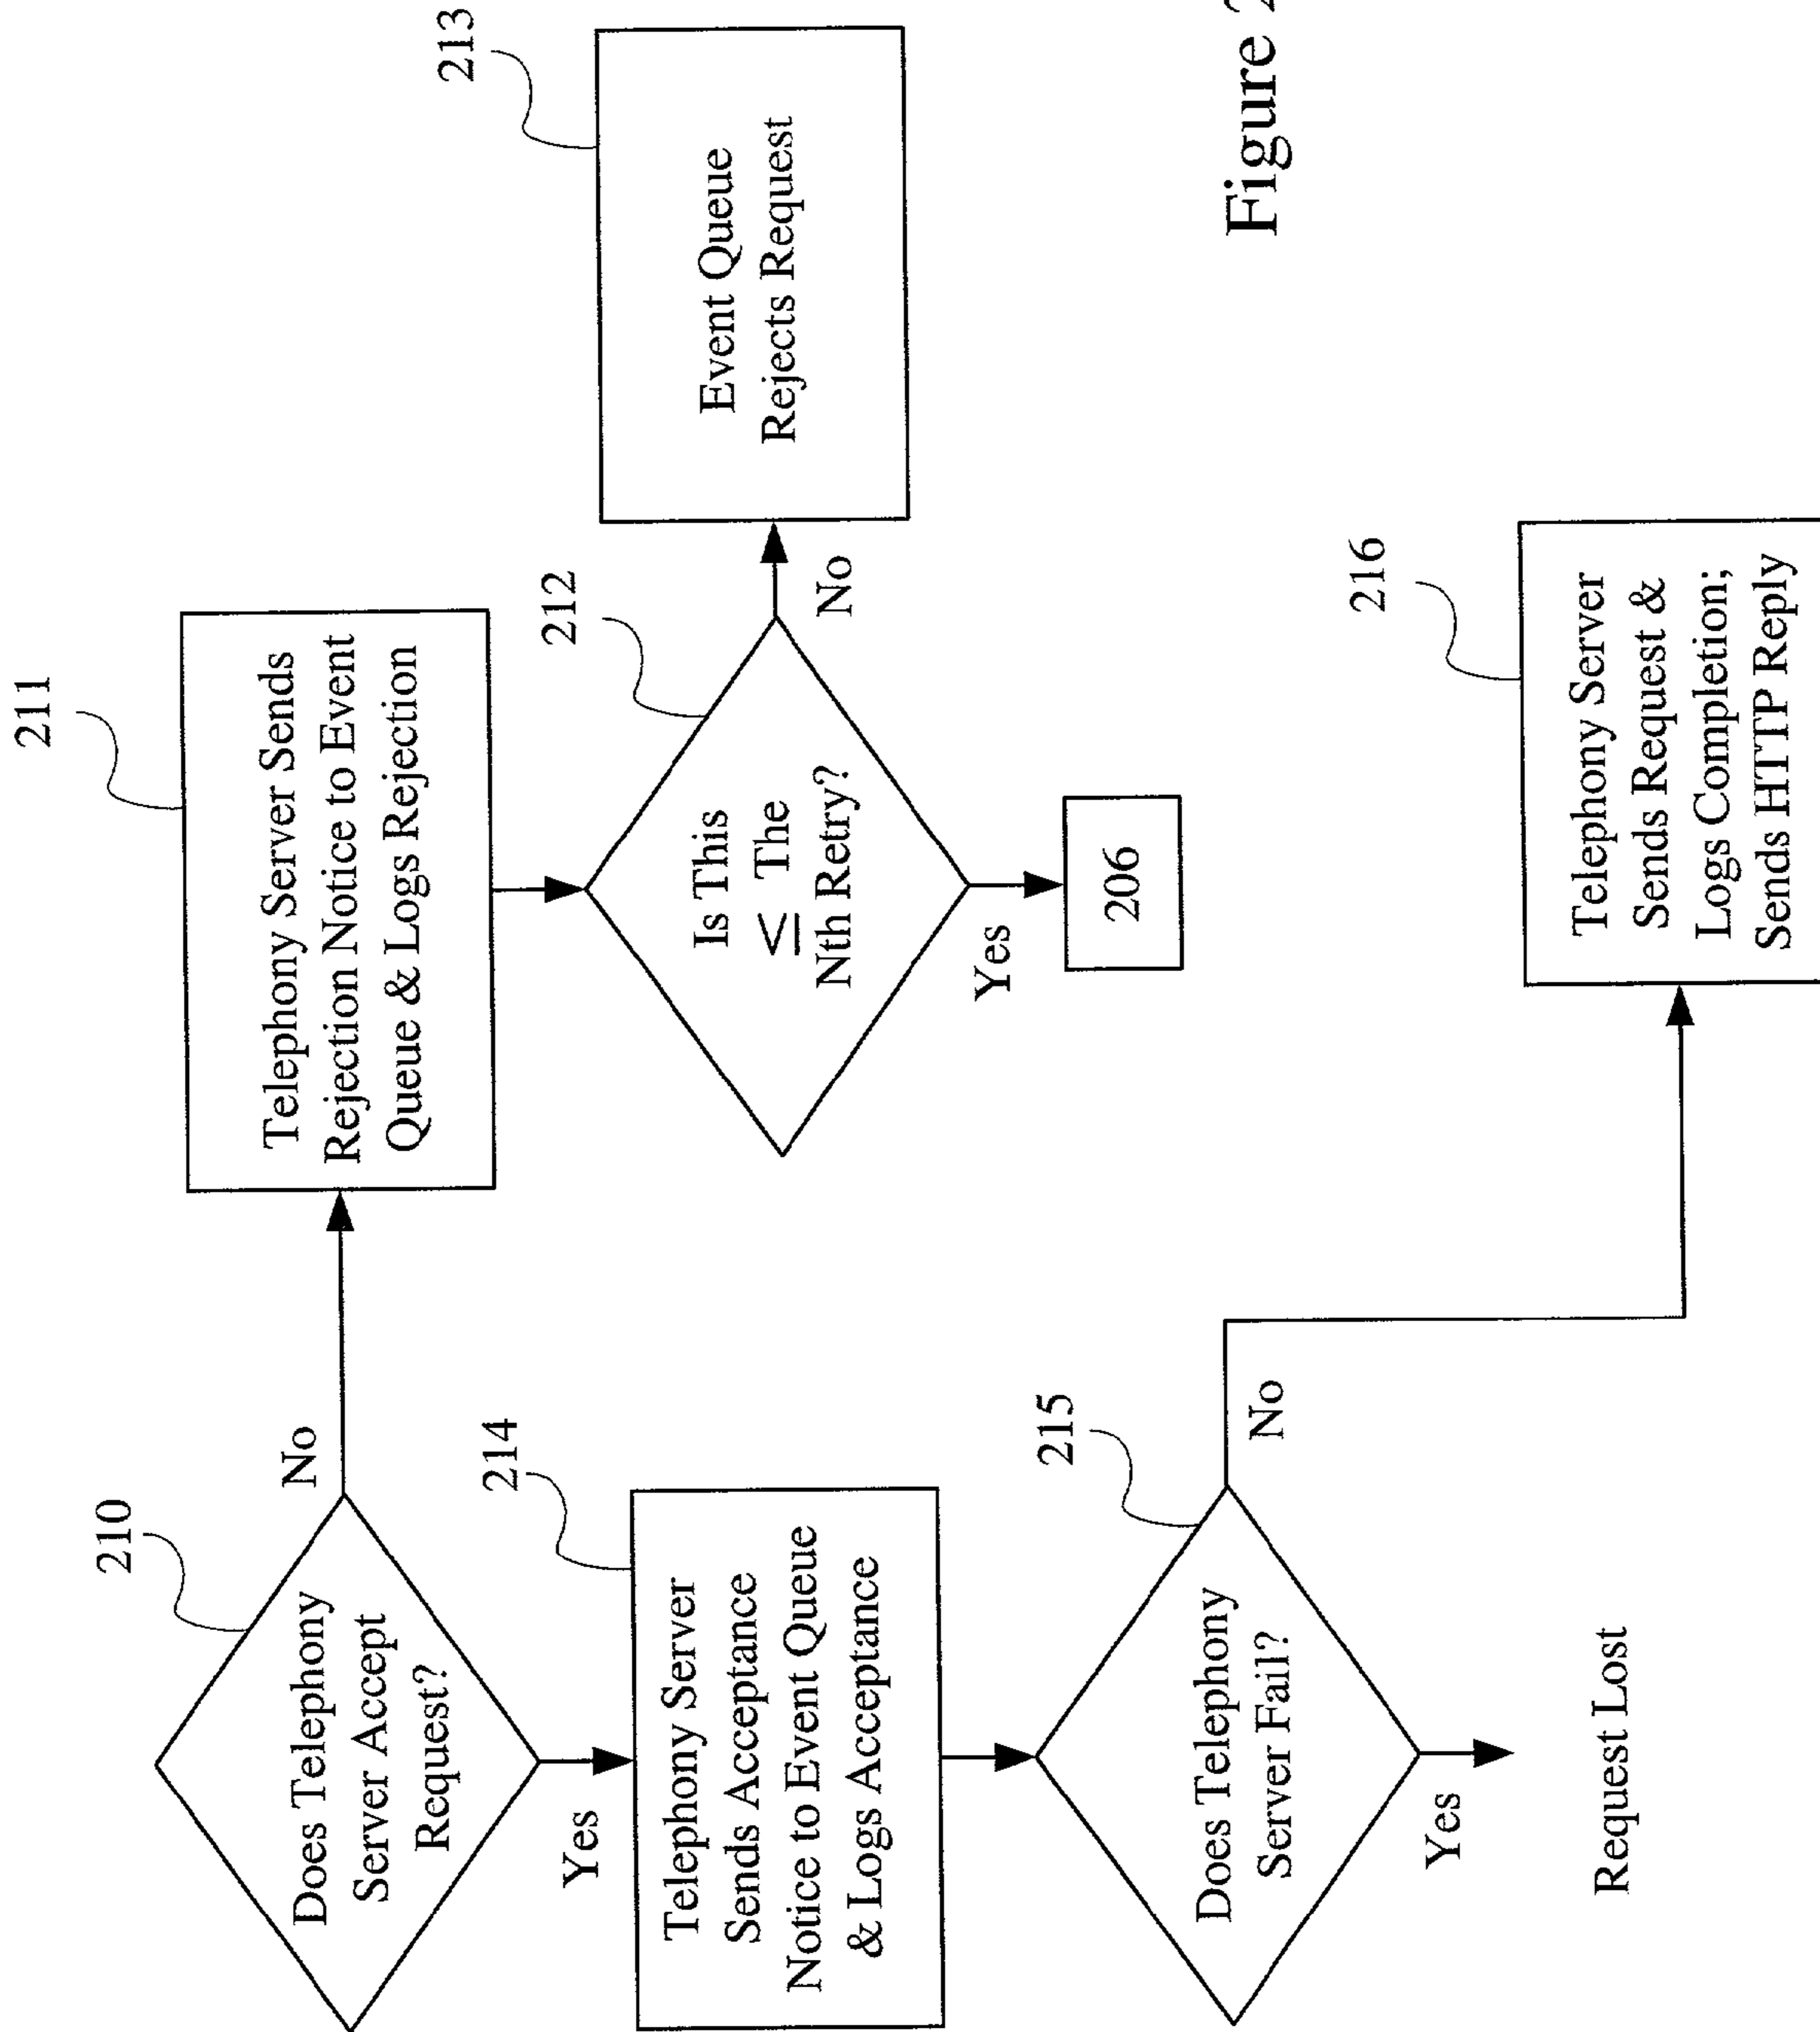 210
Does Telephony
Server Accept
Request?
No
Yes
211
Telephony Server Sends
Rejection Notice to Event
Queue & Logs Rejection
212
Is This
≤ The
Nth Retry?
No
Yes
206
213
Event Queue
Rejects Request
214
Telephony Server
Sends Acceptance
Notice to Event Queue
& Logs Acceptance
215
Does Telephony
Server Fail?
No
Yes
Request Lost
216
Telephony Server
Sends Request &
Logs Completion;
Sends HTTP Reply
Figure 2